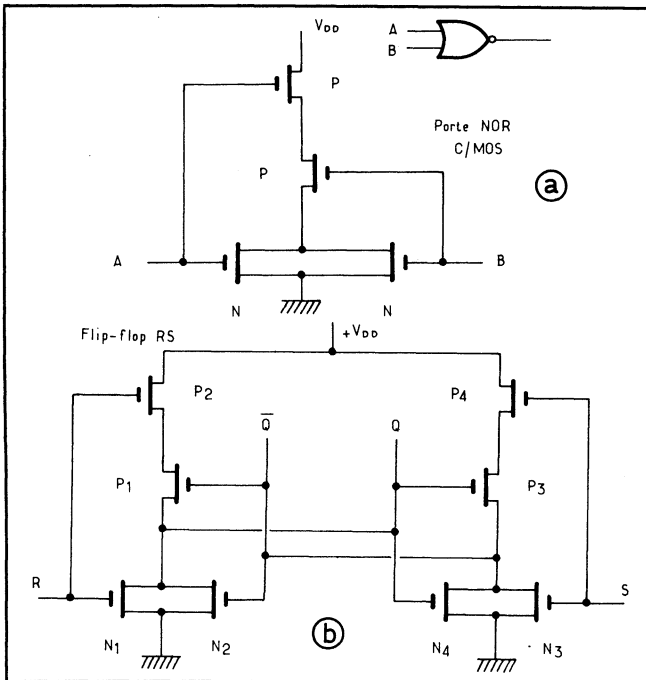 VDD
A
B
P
Porte NOR
C/MOS
P
a
A
B
N
N
Flip-flop RS
+VDD
P2
P4
Q̅
Q
P1
P3
R
S
b
N1
N2
N4
N3